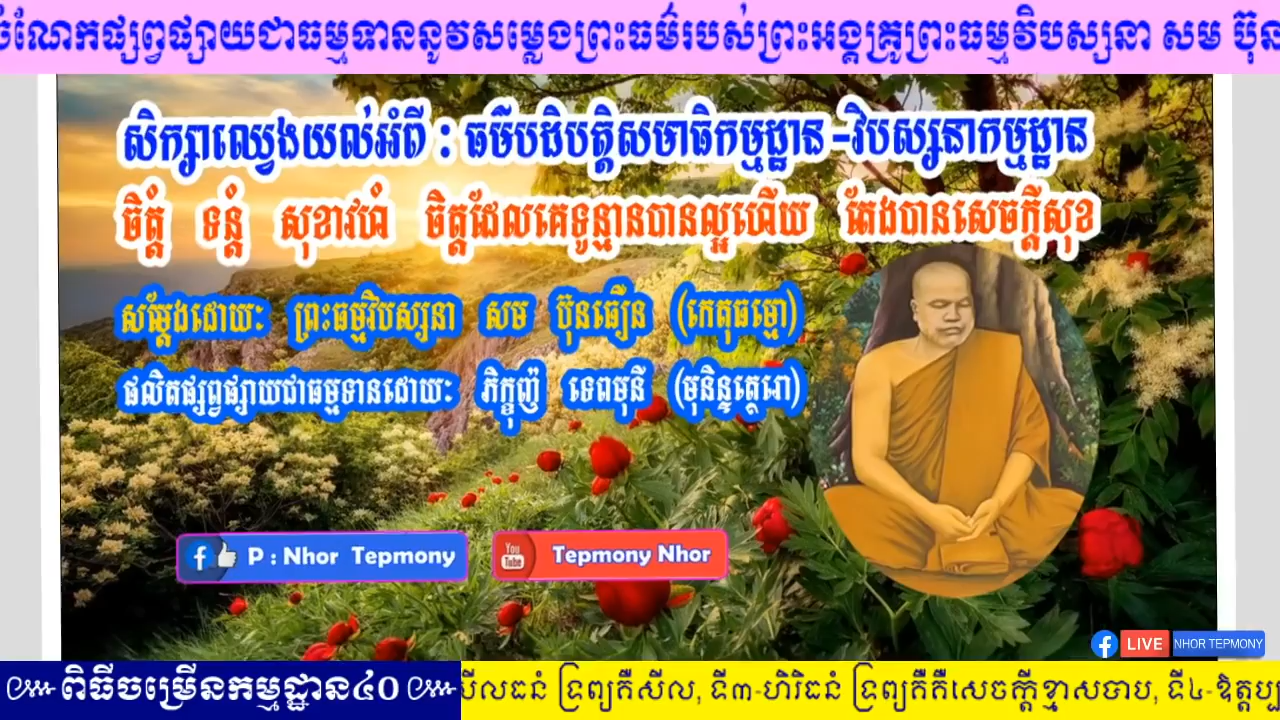 ចំណែកផ្សព្វផ្សាយជាធម្មទាននូវសម្លេងព្រះធម៌របស់ព្រះអង្គគ្រូព្រះធម្មវិបស្សនា សម ប៊ុន
សិក្សាឈ្វេងយល់អំពី : ធម៌បដិបត្តិសមាធិកម្មដ្ឋាន -វិបស្សនាកម្មដ្ឋាន
ចិត្តំ ទន្តំ សុខាវហំ ចិត្តដែលគេទូន្មានបានល្អហើយ តែងបានសេចក្ដីសុខ
សម្ដែងដោយៈ ព្រះធម្មវិបស្សនា សម ប៊ុនធឿន (កេតុធម្មោ)
ផលិតផ្សព្វផ្សាយជាធម្មទានដោយៈ ភិក្ខុញ៉ ទេពមុនី (មុនិន្ទត្ថេរោ)
P : Nhor Tepmony
You Tube Tepmony Nhor
LIVE NHOR TEPMONY
ពិធីចម្រើនកម្មដ្ឋាន៤០
សីលធនំ ទ្រព្យគឺសីល, ទី៣-ហិរិធនំ ទ្រព្យគឺគឺសេចក្ដីខ្មាសបាប, ទី៤-ឱត្តប្ប